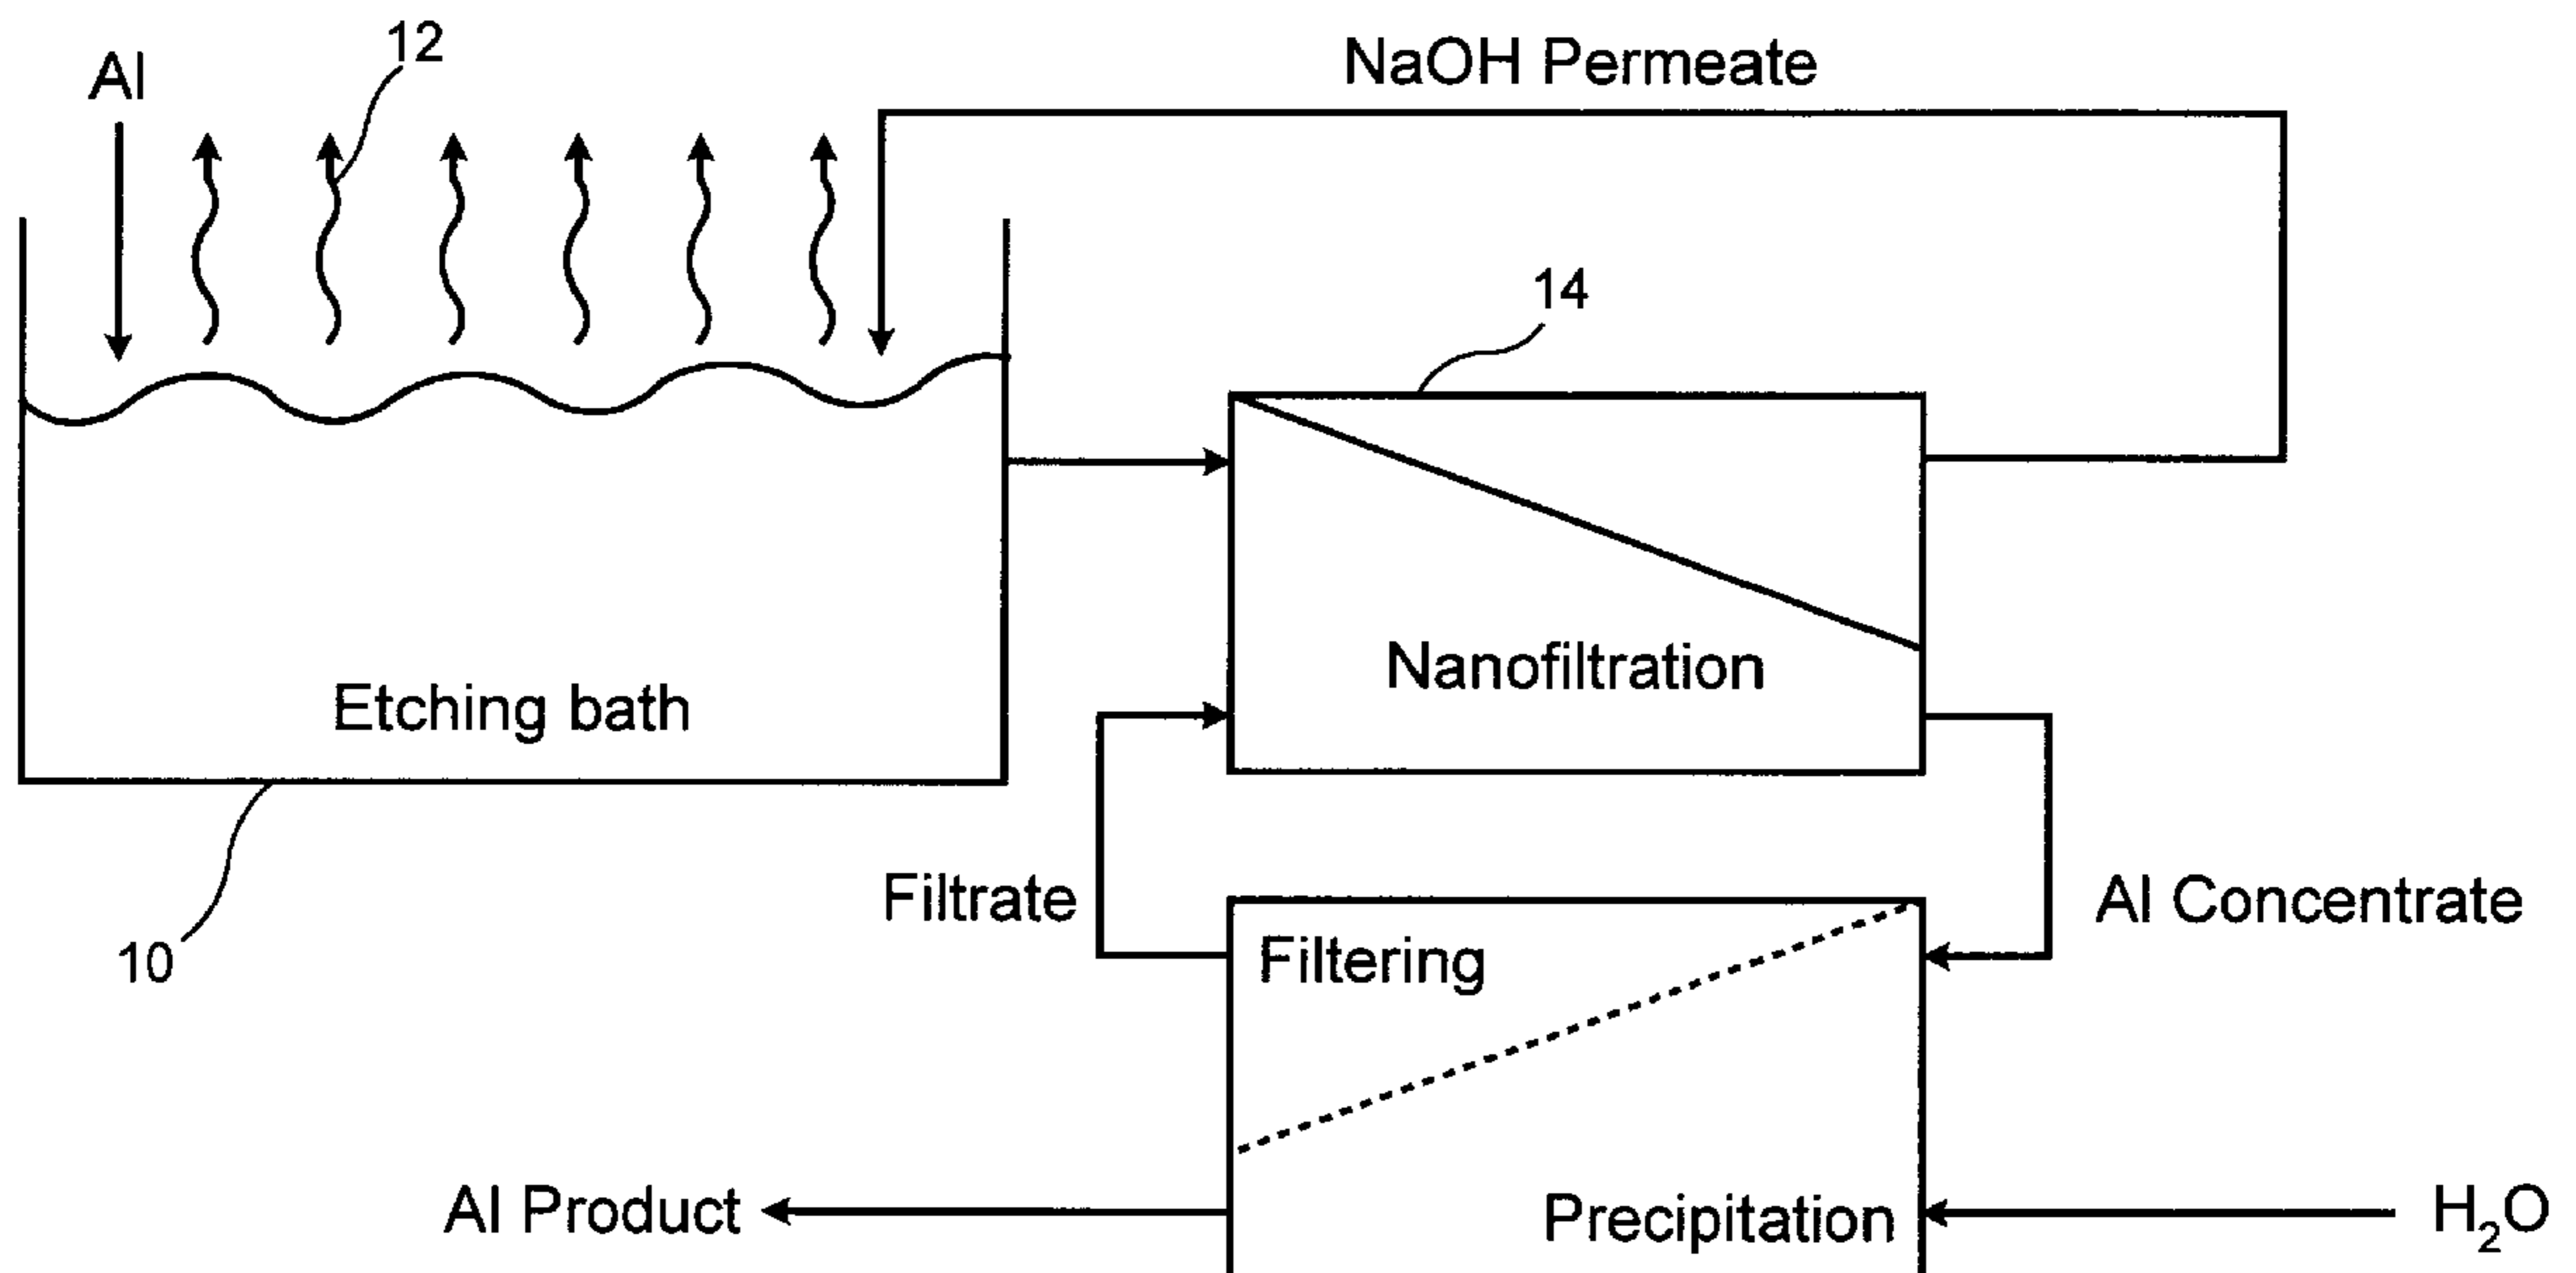 12
Al
NaOH Permeate
14
Nanofiltration
Etching bath
Filtrate
Al Concentrate
10
Filtering
Al Product
Precipitation
H₂O